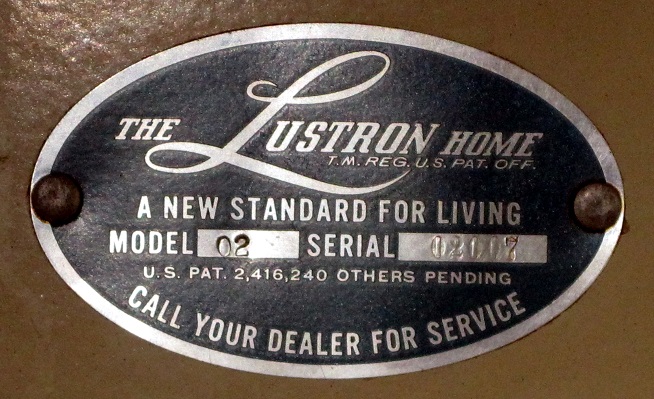 THE LUSTRON HOME
T.M. REG. U.S. PAT. OFF.
A NEW STANDARD FOR LIVING
MODEL 02 SERIAL
U.S. PAT. 2,416,240 OTHERS PENDING
CALL YOUR DEALER FOR SERVICE